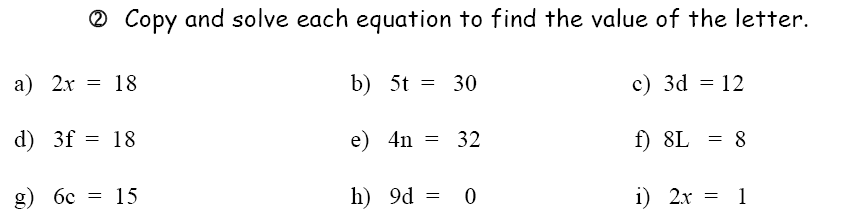 ② Copy and solve each equation to find the value of the letter.
a) 2x = 18 b) 5t = 30 c) 3d = 12
d) 3f = 18 e) 4n = 32 f) 8L = 8
g) 6c = 15 h) 9d = 0 i) 2x = 1